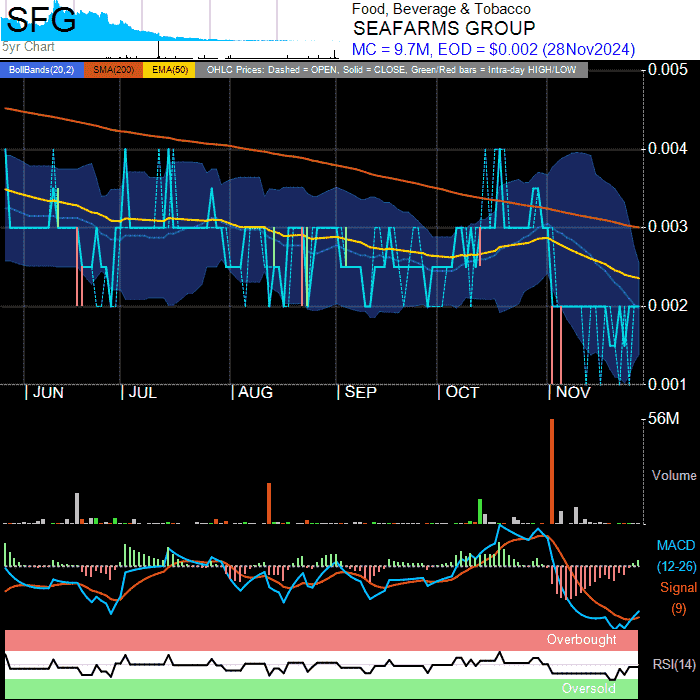 SFG
5yr Chart
Food, Beverage & Tobacco
SEAFARMS GROUP
MC = 9.7M, EOD = $0.002 (28Nov2024)
BollBands(20,2) SMA(200) EMA(50) OHLC Prices: Dashed = OPEN, Solid = CLOSE, Green/Red bars = Intra-day HIGH/LOW
0.005
0.004
0.003
0.002
0.001
JUN JUL AUG SEP OCT NOV
56M
Volume
MACD
(12-26)
Signal
(9)
Overbought
RSI(14)
Oversold